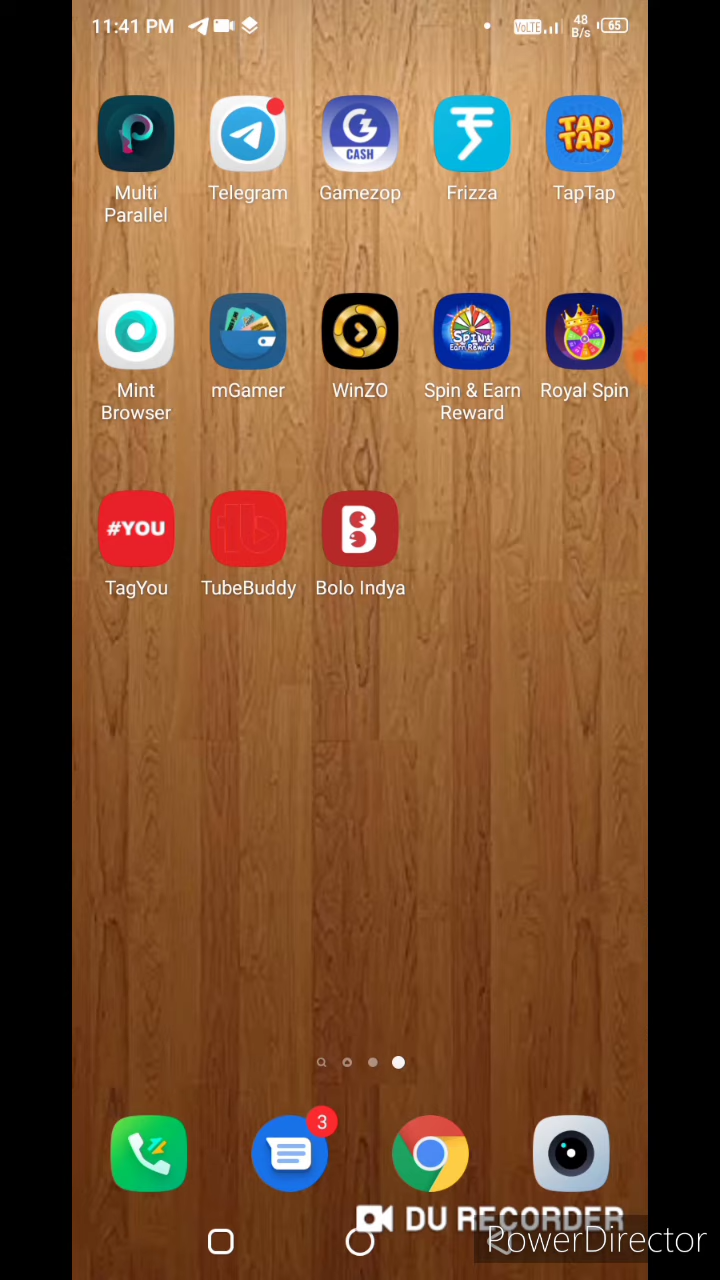 11:41 PM
VoLTE
48
B/s
65
CASH
TAP
TAP
Multi
Parallel
Telegram
Gamezop
Frizza
TapTap
SPIN &
Earn Reward
Mint
Browser
mGamer
WinZO
Spin & Earn
Reward
Royal Spin
#YOU
tb
B
TagYou
TubeBuddy
Bolo Indya
3
DU RECORDER
PowerDirector